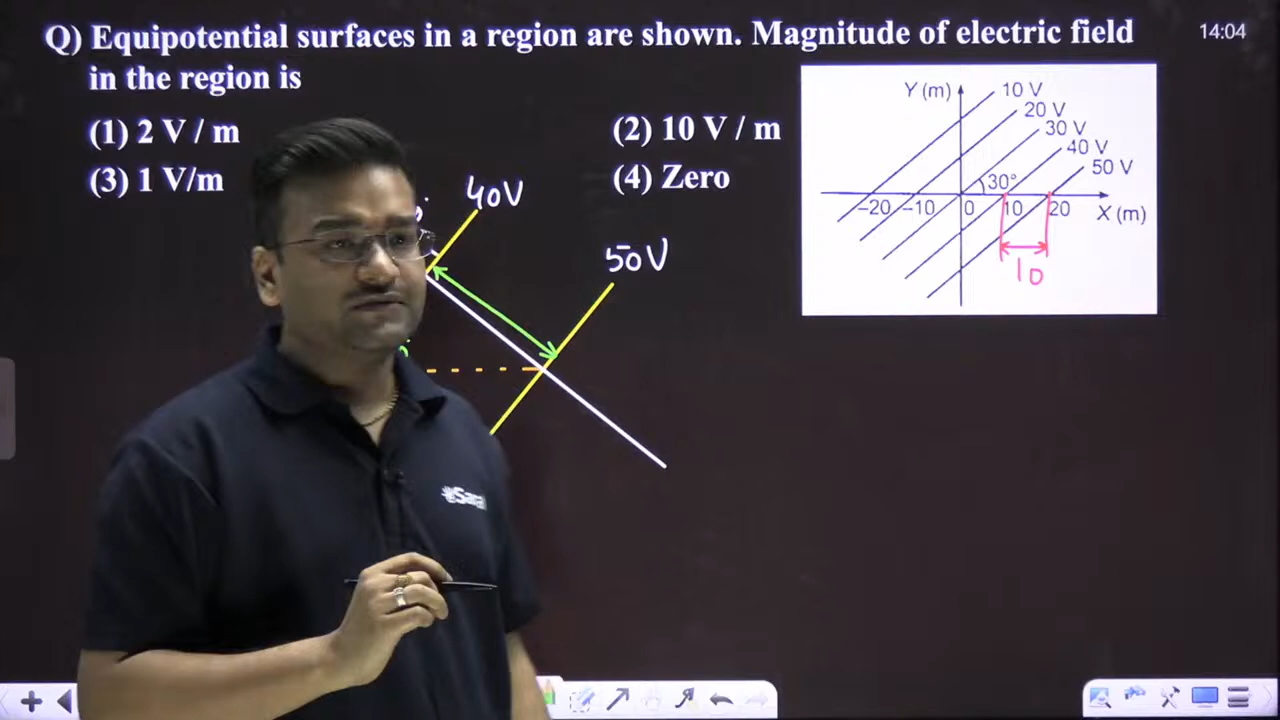 Q) Equipotential surfaces in a region are shown. Magnitude of electric field
in the region is
14:04
(1) 2 V / m
(2) 10 V / m
(3) 1 V/m
(4) Zero
Y (m)
10 V
20 V
30 V
40 V
50 V
30°
–20 –10 0 10 20 X (m)
10
40V
50V
eSaral